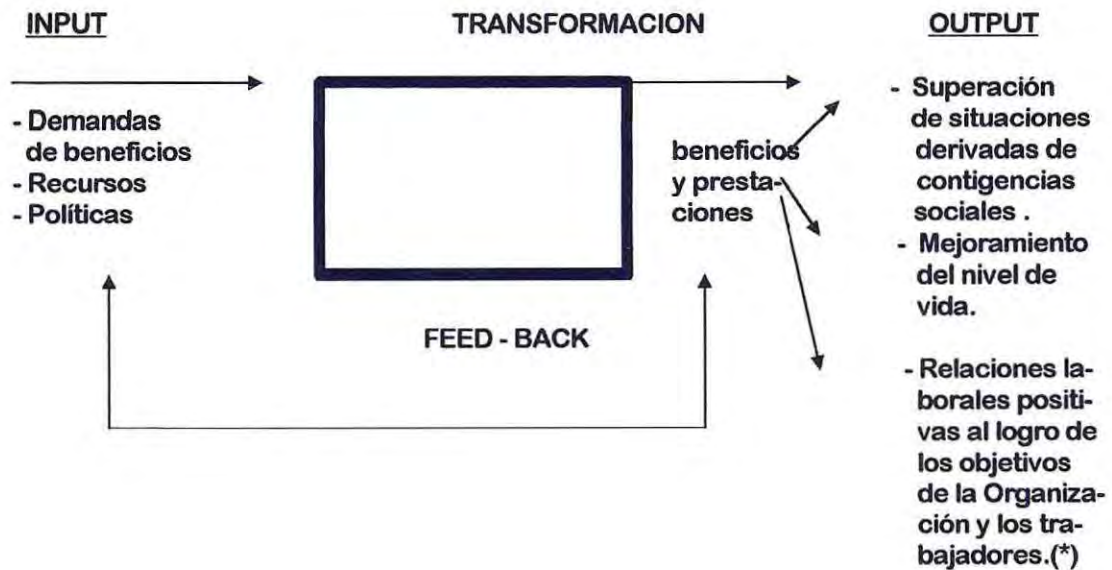 INPUT
TRANSFORMACION
OUTPUT
- Demandas
de beneficios
- Recursos
- Políticas
beneficios
y presta-
ciones
- Superación
de situaciones
derivadas de
contigencias
sociales .
- Mejoramiento
del nivel de
vida.
- Relaciones la-
borales positi-
vas al logro de
los objetivos
de la Organiza-
ción y los tra-
bajadores.(*)
FEED - BACK